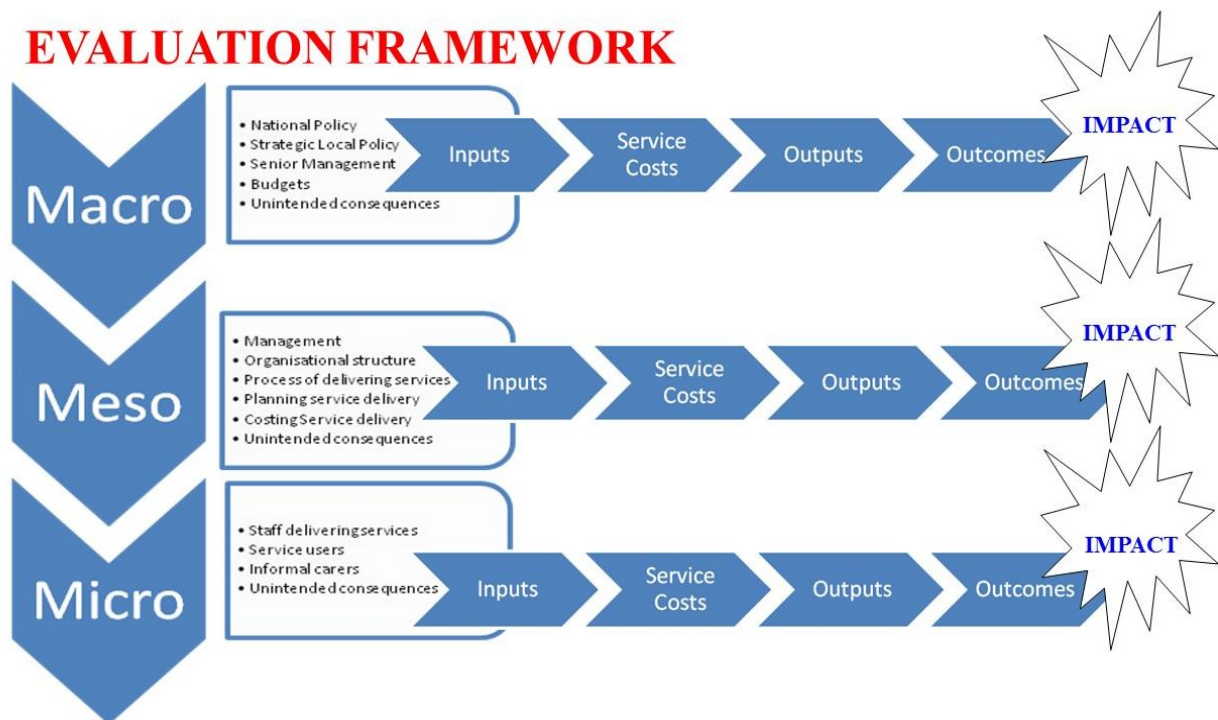 EVALUATION FRAMEWORK
Macro
• National Policy
• Strategic Local Policy
• Senior Management
• Budgets
• Unintended consequences
Inputs
Service
Costs
Outputs
Outcomes
IMPACT
Meso
• Management
• Organisational structure
• Process of delivering services
• Planning service delivery
• Costing Service delivery
• Unintended consequences
Inputs
Service
Costs
Outputs
Outcomes
IMPACT
Micro
• Staff delivering services
• Service users
• Informal carers
• Unintended consequences
Inputs
Service
Costs
Outputs
Outcomes
IMPACT